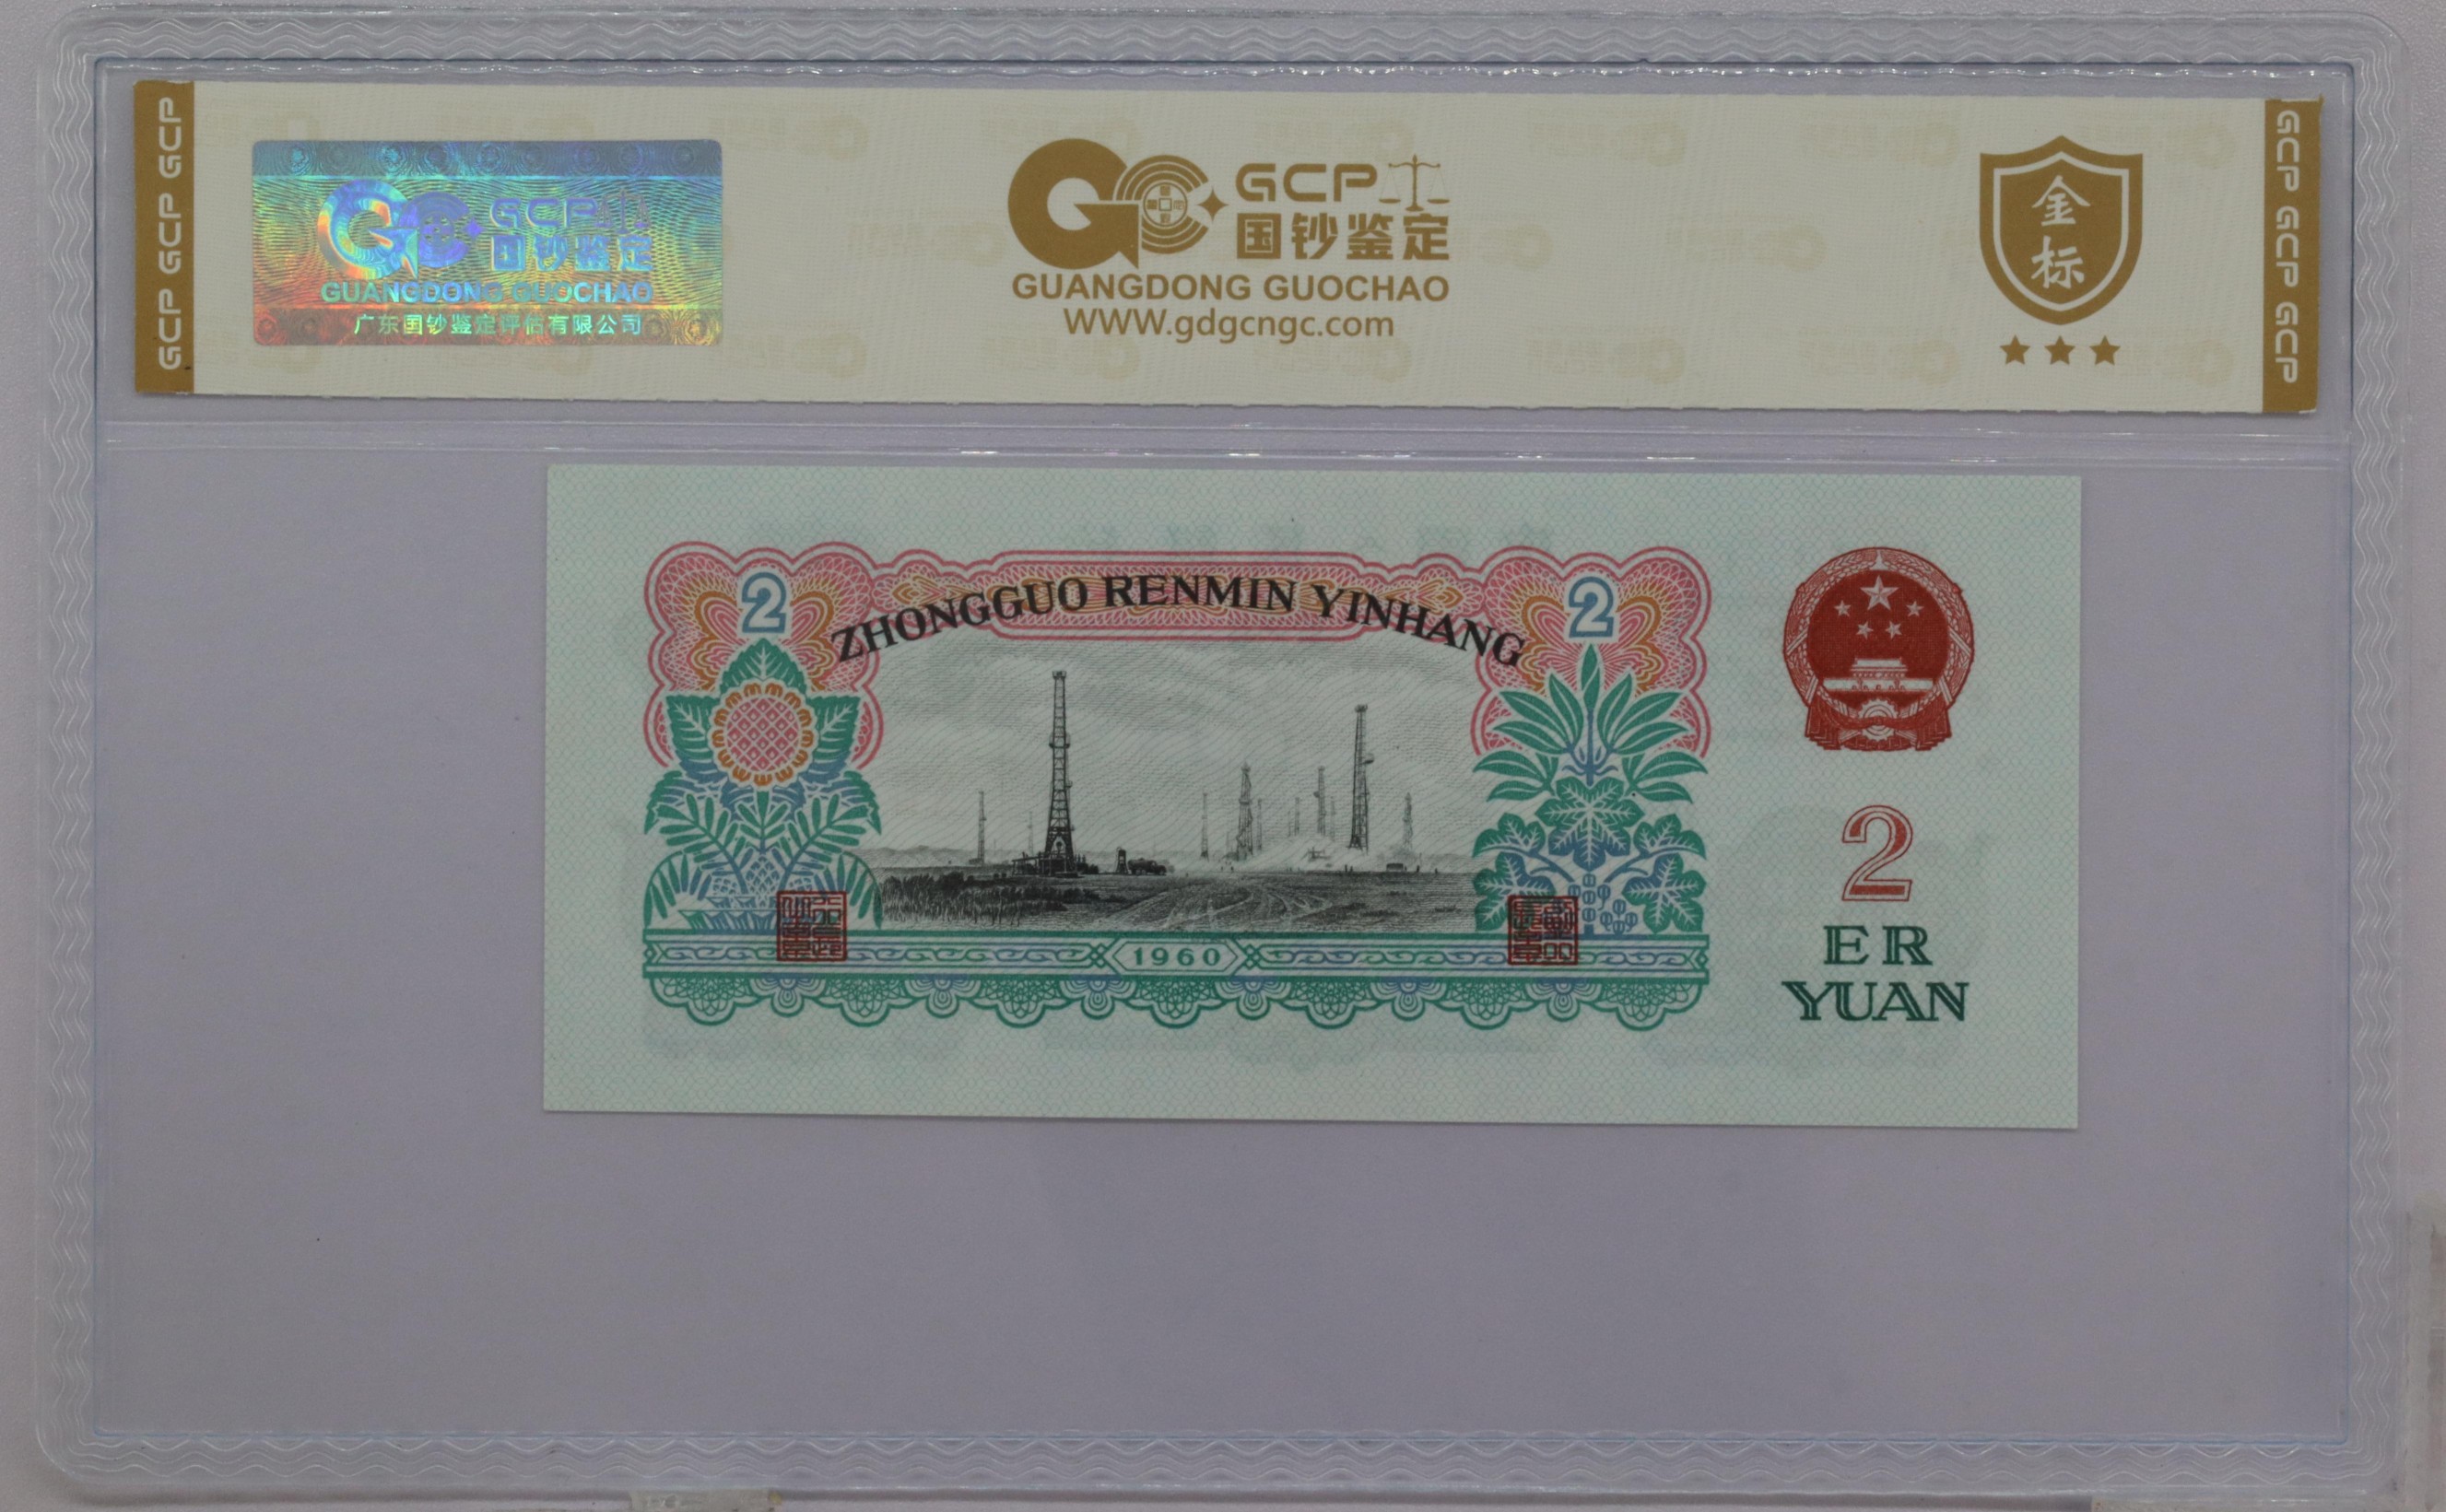 GCP GCP GCP
GCP
国钞鉴定
GUANGDONG GUOCHAO
广东国钞鉴定评估有限公司
GCP
国钞鉴定
GUANGDONG GUOCHAO
WWW.gdgcngc.com
金
标
GCP GCP GCP
2
ZHONGGUO RENMIN YINHANG
2
1960
2
ER
YUAN